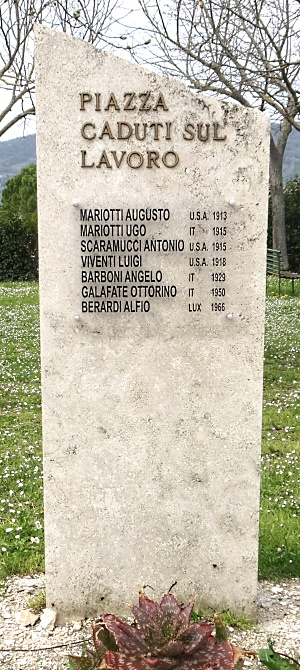 PIAZZA
CADUTI SUL
LAVORO
MARIOTTI AUGUSTO U.S.A. 1913
MARIOTTI UGO IT 1915
SCARAMUCCI ANTONIO U.S.A. 1915
VIVENTI LUIGI U.S.A. 1918
BARBONI ANGELO IT 1929
GALAFATE OTTORINO IT 1950
BERARDI ALFIO LUX 1966